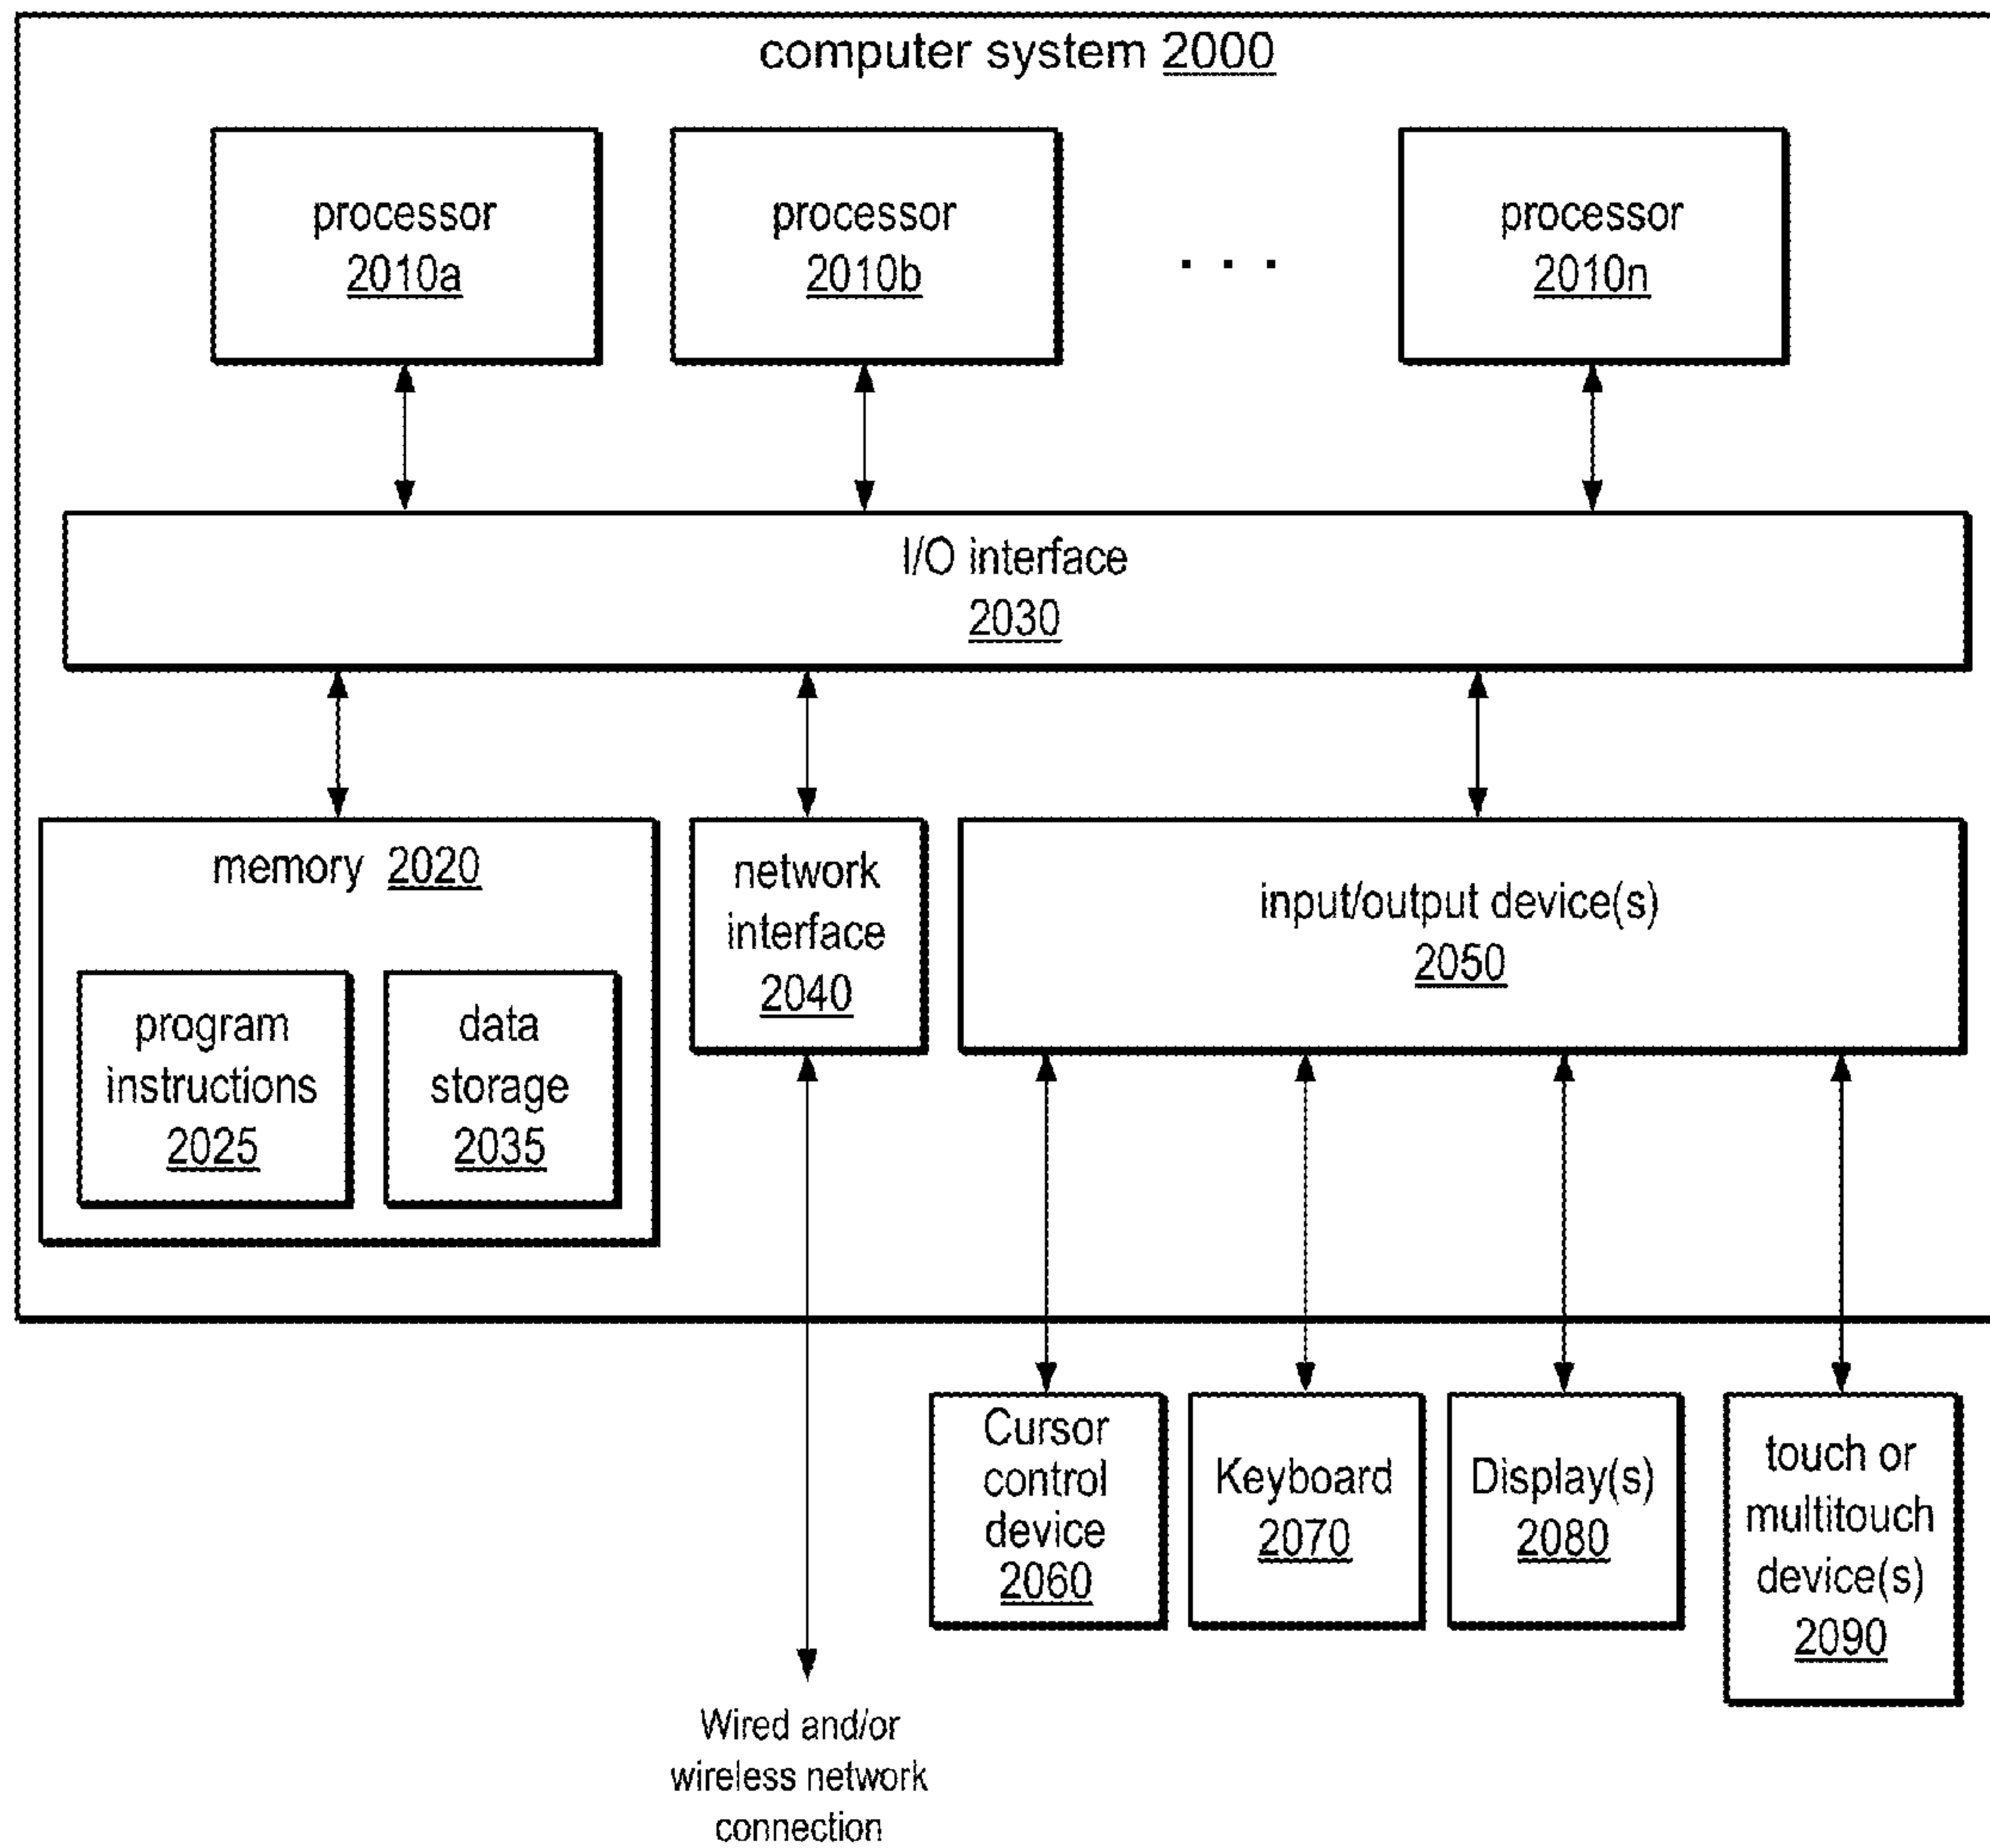 computer system 2000
processor
2010a
processor
2010b
. . .
processor
2010n
I/O interface
2030
memory 2020
program
instructions
2025
data
storage
2035
network
interface
2040
input/output device(s)
2050
Cursor
control
device
2060
Keyboard
2070
Display(s)
2080
touch or
multitouch
device(s)
2090
Wired and/or
wireless network
connection